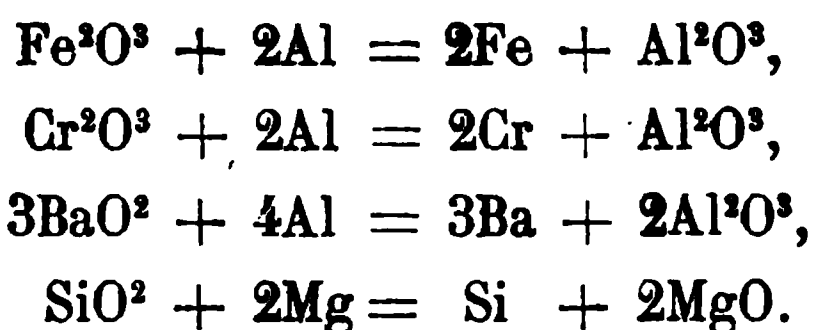 Fe²O³ + 2Al = 2Fe + Al²O³,
Cr²O³ + 2Al = 2Cr + Al²O³,
3BaO² + 4Al = 3Ba + 2Al²O³,
SiO² + 2Mg = Si + 2MgO.